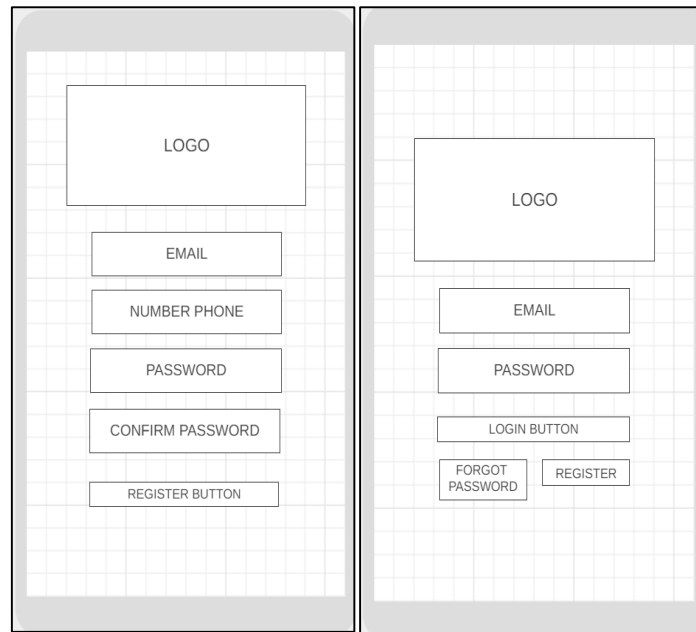 LOGO
EMAIL
NUMBER PHONE
PASSWORD
CONFIRM PASSWORD
REGISTER BUTTON
LOGO
EMAIL
PASSWORD
LOGIN BUTTON
FORGOT
PASSWORD
REGISTER